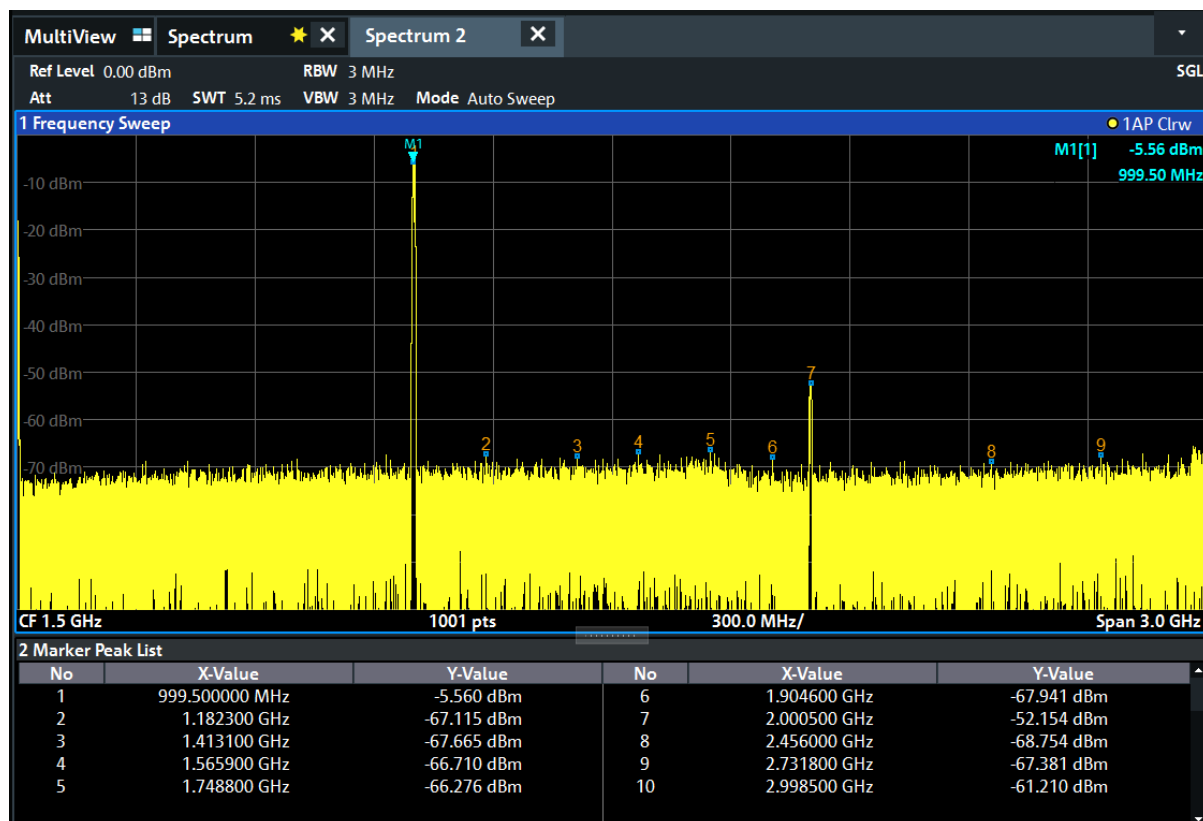 MultiView Spectrum Spectrum 2
Ref Level 0.00 dBm RBW 3 MHz SGL
Att 13 dB SWT 5.2 ms VBW 3 MHz Mode Auto Sweep
1 Frequency Sweep 1AP Clrw
M1 M1[1] -5.56 dBm
999.50 MHz
-10 dBm
-20 dBm
-30 dBm
-40 dBm
-50 dBm
7
-60 dBm
2 3 4 5 6 8 9
-70 dBm
CF 1.5 GHz 1001 pts 300.0 MHz/ Span 3.0 GHz
2 Marker Peak List
No X-Value Y-Value No X-Value Y-Value
1 999.500000 MHz -5.560 dBm 6 1.904600 GHz -67.941 dBm
2 1.182300 GHz -67.115 dBm 7 2.000500 GHz -52.154 dBm
3 1.413100 GHz -67.665 dBm 8 2.456000 GHz -68.754 dBm
4 1.565900 GHz -66.710 dBm 9 2.731800 GHz -67.381 dBm
5 1.748800 GHz -66.276 dBm 10 2.998500 GHz -61.210 dBm